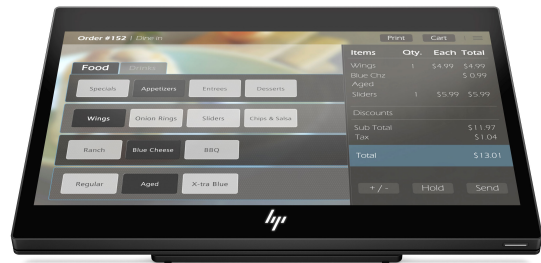 Order #152 | Dine in
Print
Cart
Food
Drinks
Specials
Appetizers
Entrees
Desserts
Wings
Onion Rings
Sliders
Chips & Salsa
Ranch
Blue Cheese
BBQ
Regular
Aged
X-tra Blue
Items Qty. Each Total
Wings 1 $4.99 $4.99
Blue Chz $ 0.99
Aged
Sliders 1 $5.99 $5.99
Discounts
Sub Total $11.97
Tax $1.04
Total $13.01
+ / -
Hold
Send
hp